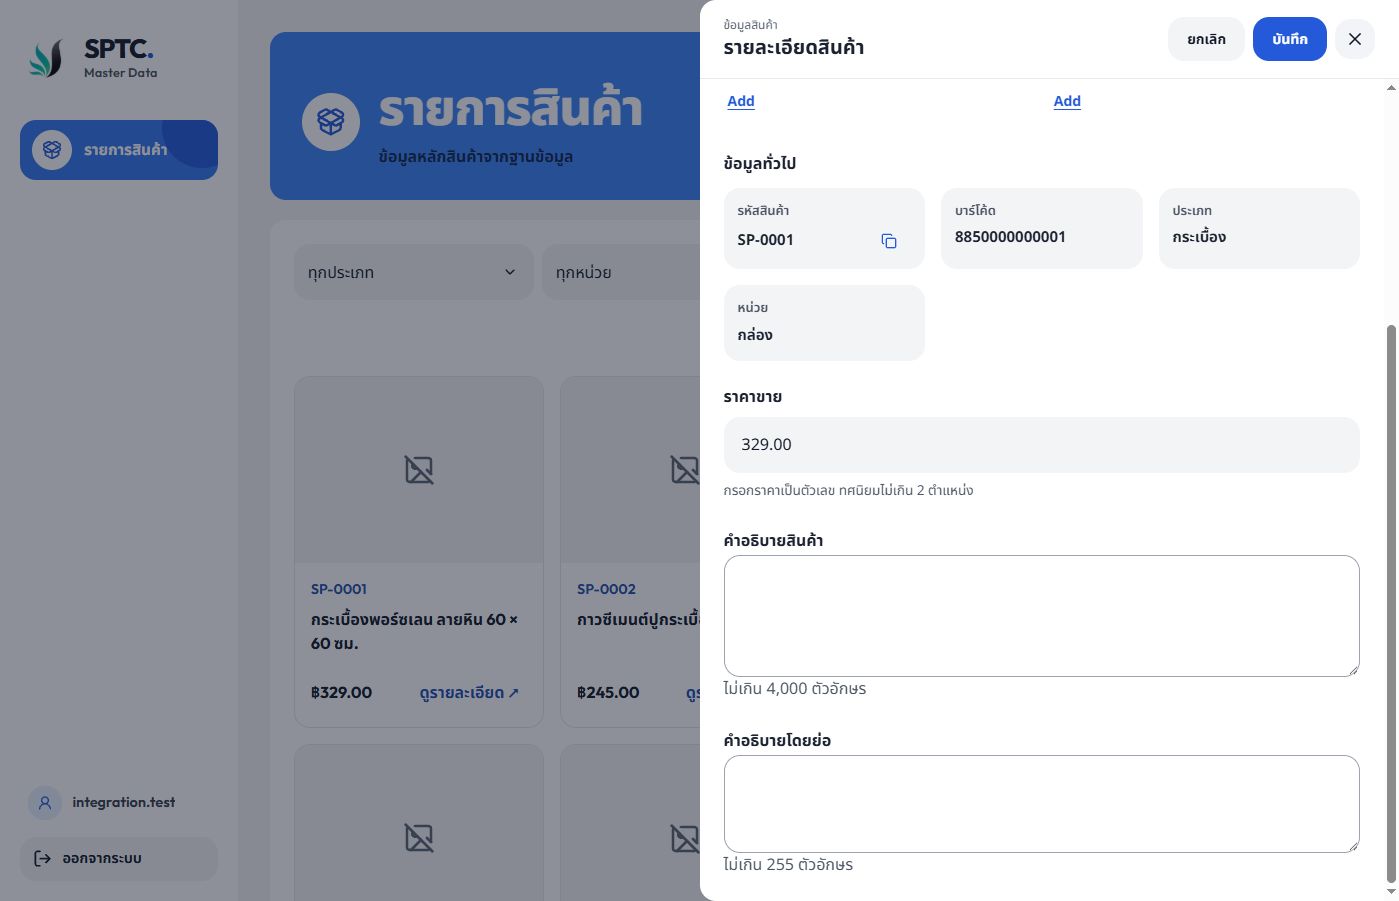 SPTC.
Master Data
รายการสินค้า
integration.test
ออกจากระบบ
รายการสินค้า
ข้อมูลหลักสินค้าจากฐานข้อมูล
ทุกประเภท
ทุกหน่วย
SP-0001
กระเบื้องพอร์ซเลน ลายหิน 60 ×
60 ซม.
฿329.00
ดูรายละเอียด ↗
SP-0002
กาวซีเมนต์ปูกระเบื้
฿245.00
ดูร
ข้อมูลสินค้า
รายละเอียดสินค้า
ยกเลิก
บันทึก
Add
Add
ข้อมูลทั่วไป
รหัสสินค้า
SP-0001
บาร์โค้ด
8850000000001
ประเภท
กระเบื้อง
หน่วย
กล่อง
ราคาขาย
329.00
กรอกราคาเป็นตัวเลข ทศนิยมไม่เกิน 2 ตำแหน่ง
คำอธิบายสินค้า
ไม่เกิน 4,000 ตัวอักษร
คำอธิบายโดยย่อ
ไม่เกิน 255 ตัวอักษร